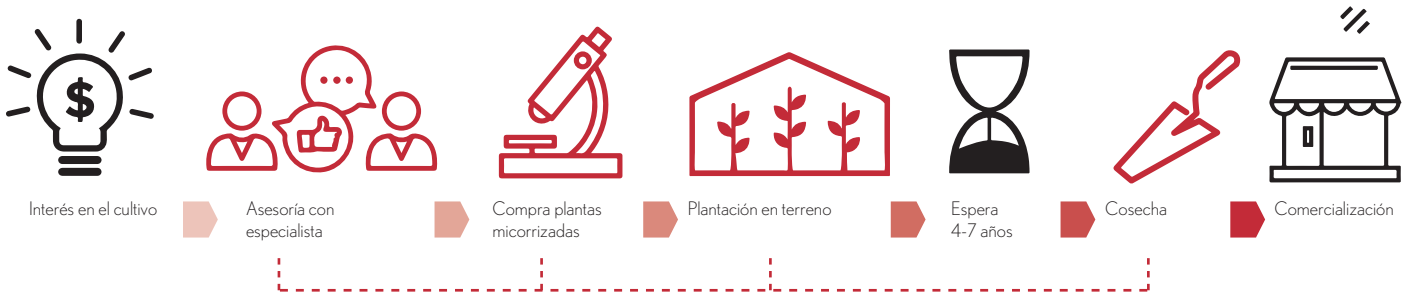 $
Interés en el cultivo
Asesoría con
especialista
Compra plantas
micorrizadas
Plantación en terreno
Espera
4-7 años
Cosecha
Comercialización